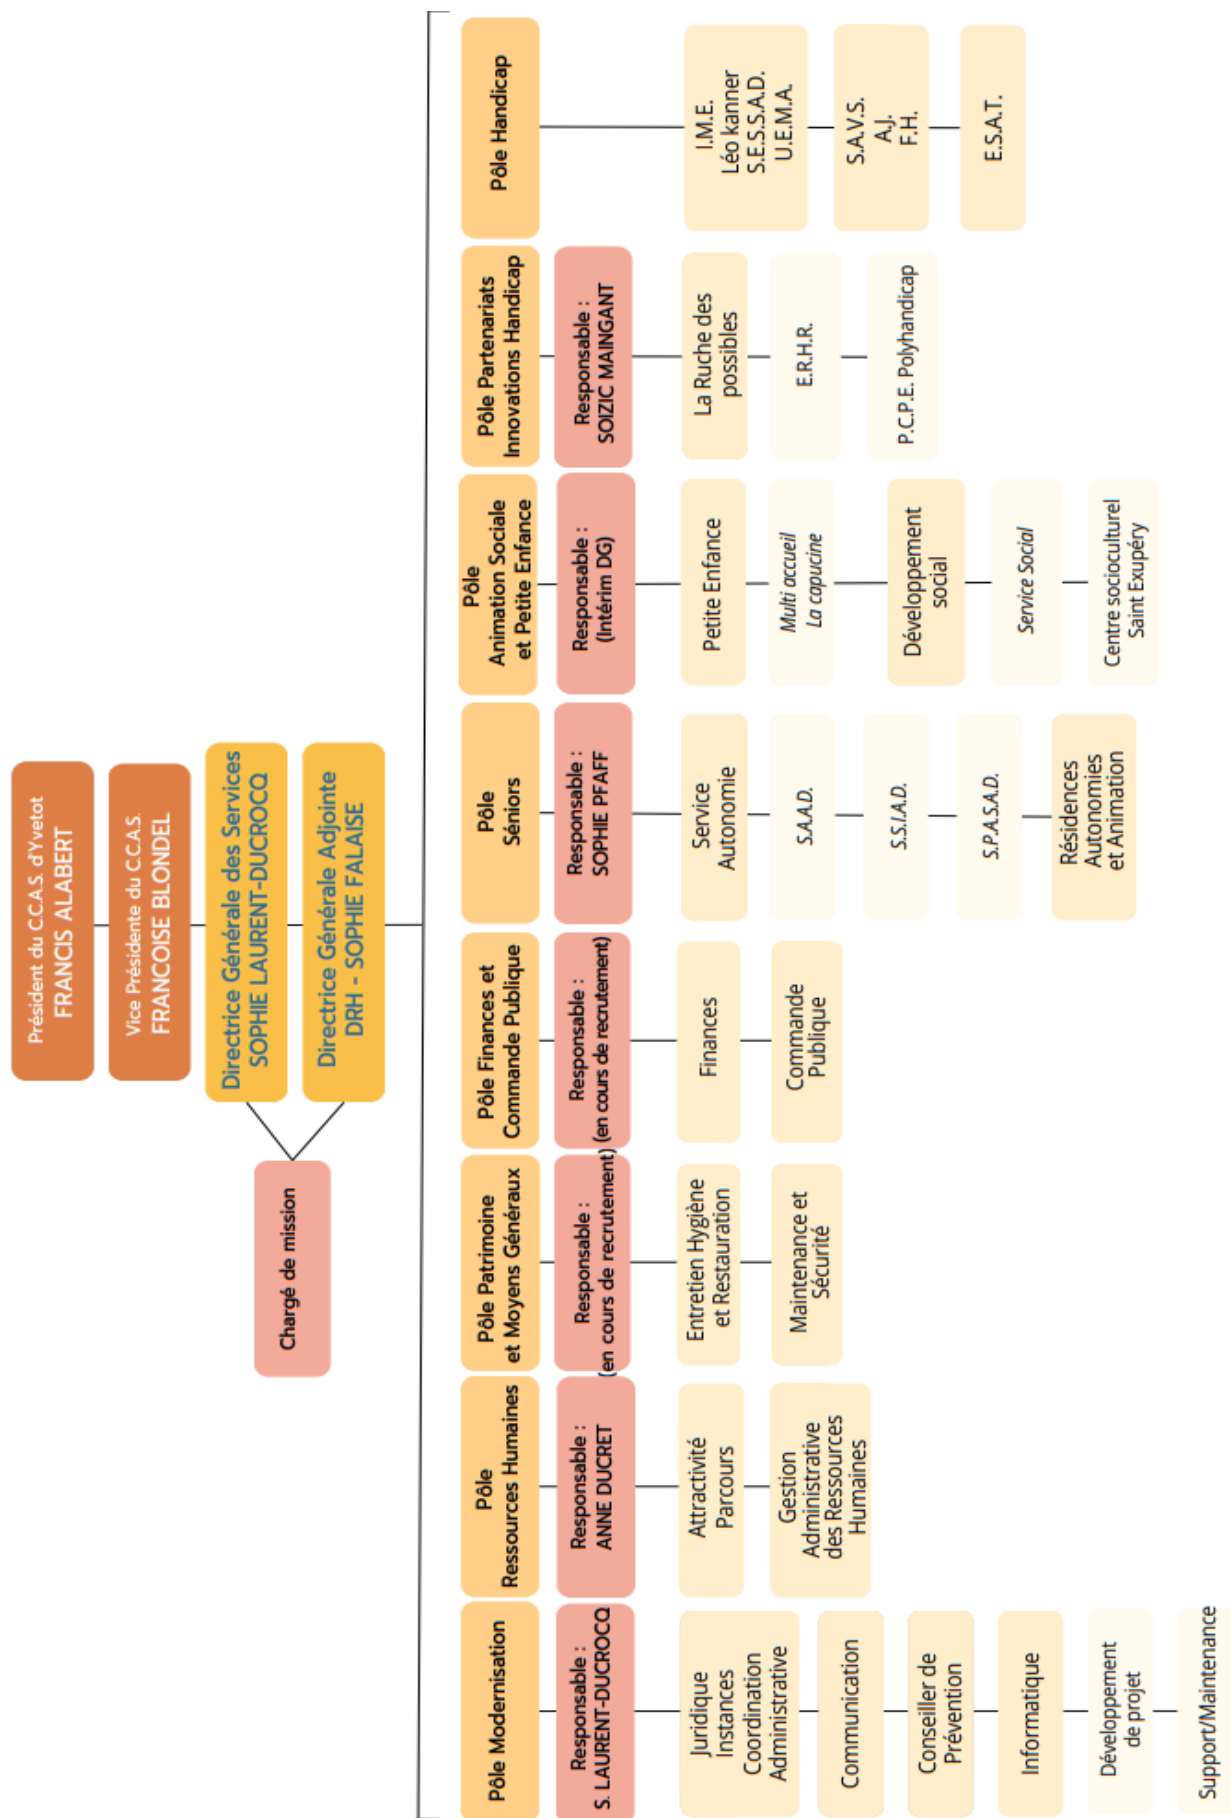 Président du C.C.A.S. d'Yvetot
FRANCIS ALABERT
Vice Présidente du C.C.A.S.
FRANCOISE BLONDEL
Directrice Générale des Services
SOPHIE LAURENT-DUCROCQ
Directrice Générale Adjointe
DRH - SOPHIE FALAISE
Chargé de mission
Pôle Modernisation
Responsable :
S. LAURENT-DUCROCQ
Juridique
Instances
Coordination
Administrative
Communication
Conseiller de
Prévention
Informatique
Développement
de projet
Support/Maintenance
Pôle
Ressources Humaines
Responsable :
ANNE DUCRET
Attractivité
Parcours
Gestion
Administrative
des Ressources
Humaines
Pôle Patrimoine
et Moyens Généraux
Responsable :
(en cours de recrutement)
Entretien Hygiène
et Restauration
Maintenance et
Sécurité
Pôle Finances et
Commande Publique
Responsable :
(en cours de recrutement)
Finances
Commande
Publique
Pôle
Séniors
Responsable :
SOPHIE PFAFF
Service
Autonomie
S.A.A.D.
S.S.I.A.D.
S.P.A.S.A.D.
Résidences
Autonomies
et Animation
Pôle
Animation Sociale
et Petite Enfance
Responsable :
(Intérim DG)
Petite Enfance
Multi accueil
La capucine
Développement
social
Service Social
Centre socioculturel
Saint Exupéry
Pôle Partenariats
Innovations Handicap
Responsable :
SOIZIC MAINGANT
La Ruche des
possibles
E.R.H.R.
P.C.P.E. Polyhandicap
Pôle Handicap
I.M.E.
Léo kanner
S.E.S.S.A.D.
U.E.M.A.
S.A.V.S.
A.J.
F.H.
E.S.A.T.